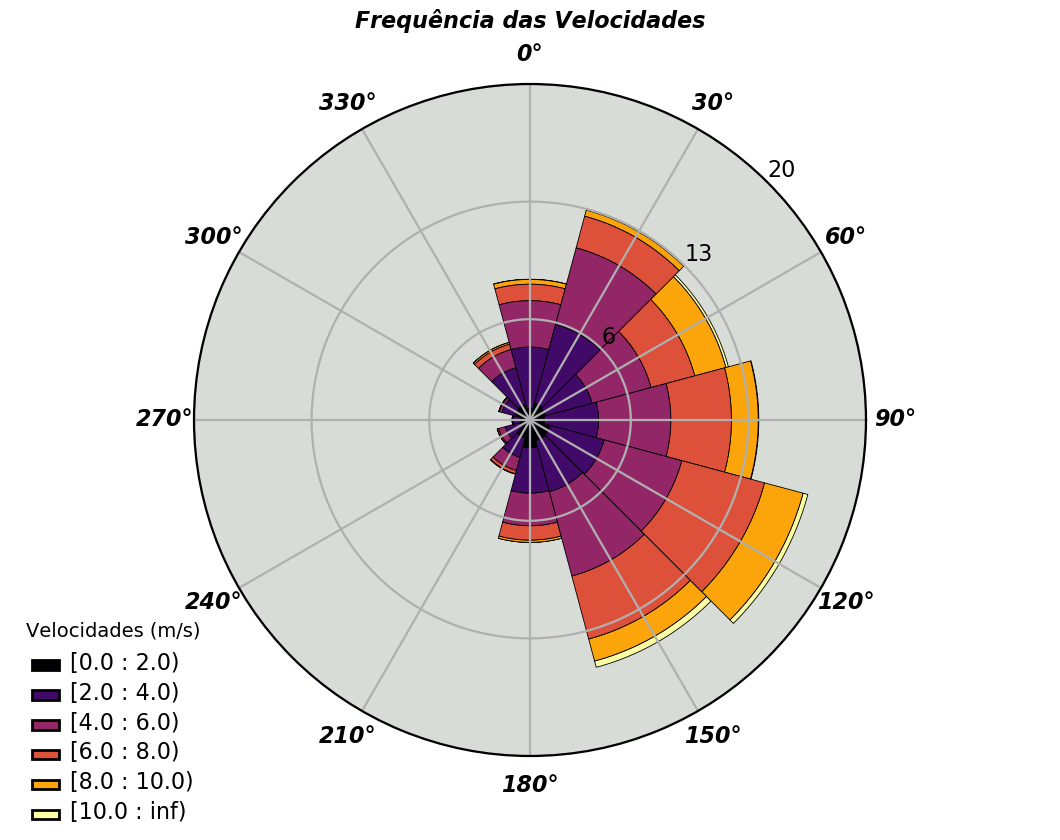 Frequência das Velocidades
0°
330°
30°
20
300°
60°
13
6
270°
90°
240°
120°
Velocidades (m/s)
[0.0 : 2.0)
[2.0 : 4.0)
[4.0 : 6.0)
210°
150°
[6.0 : 8.0)
[8.0 : 10.0)
180°
[10.0 : inf)